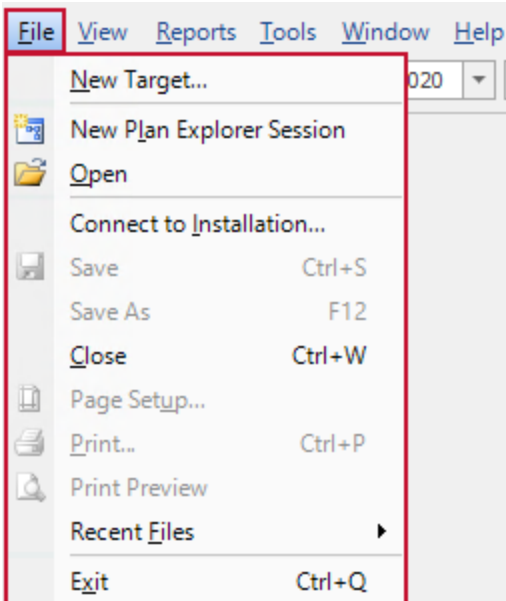 File View Reports Tools Window Help
New Target... 020
New Plan Explorer Session
Open
Connect to Installation...
Save Ctrl+S
Save As F12
Close Ctrl+W
Page Setup...
Print... Ctrl+P
Print Preview
Recent Files
Exit Ctrl+Q